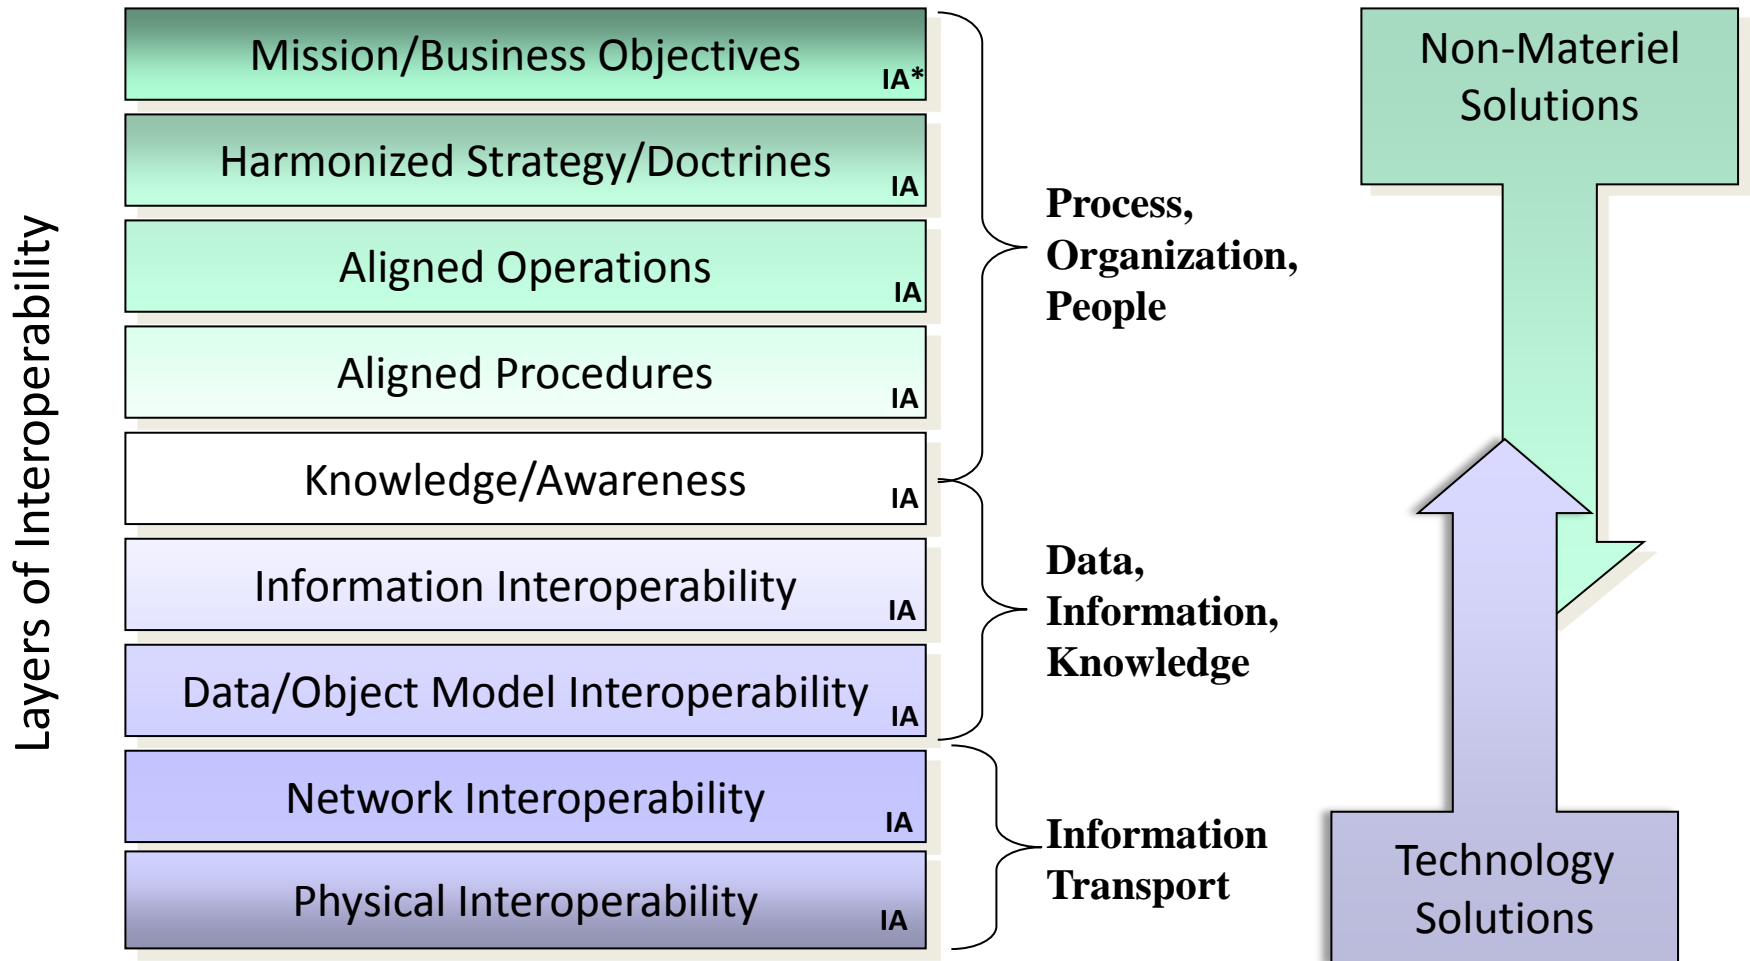 Layers of Interoperability
Mission/Business Objectives
IA*
Harmonized Strategy/Doctrines
IA
Aligned Operations
IA
Aligned Procedures
IA
Knowledge/Awareness
IA
Information Interoperability
IA
Data/Object Model Interoperability
IA
Network Interoperability
IA
Physical Interoperability
IA
Process,
Organization,
People
Data,
Information,
Knowledge
Information
Transport
Non-Materiel
Solutions
Technology
Solutions